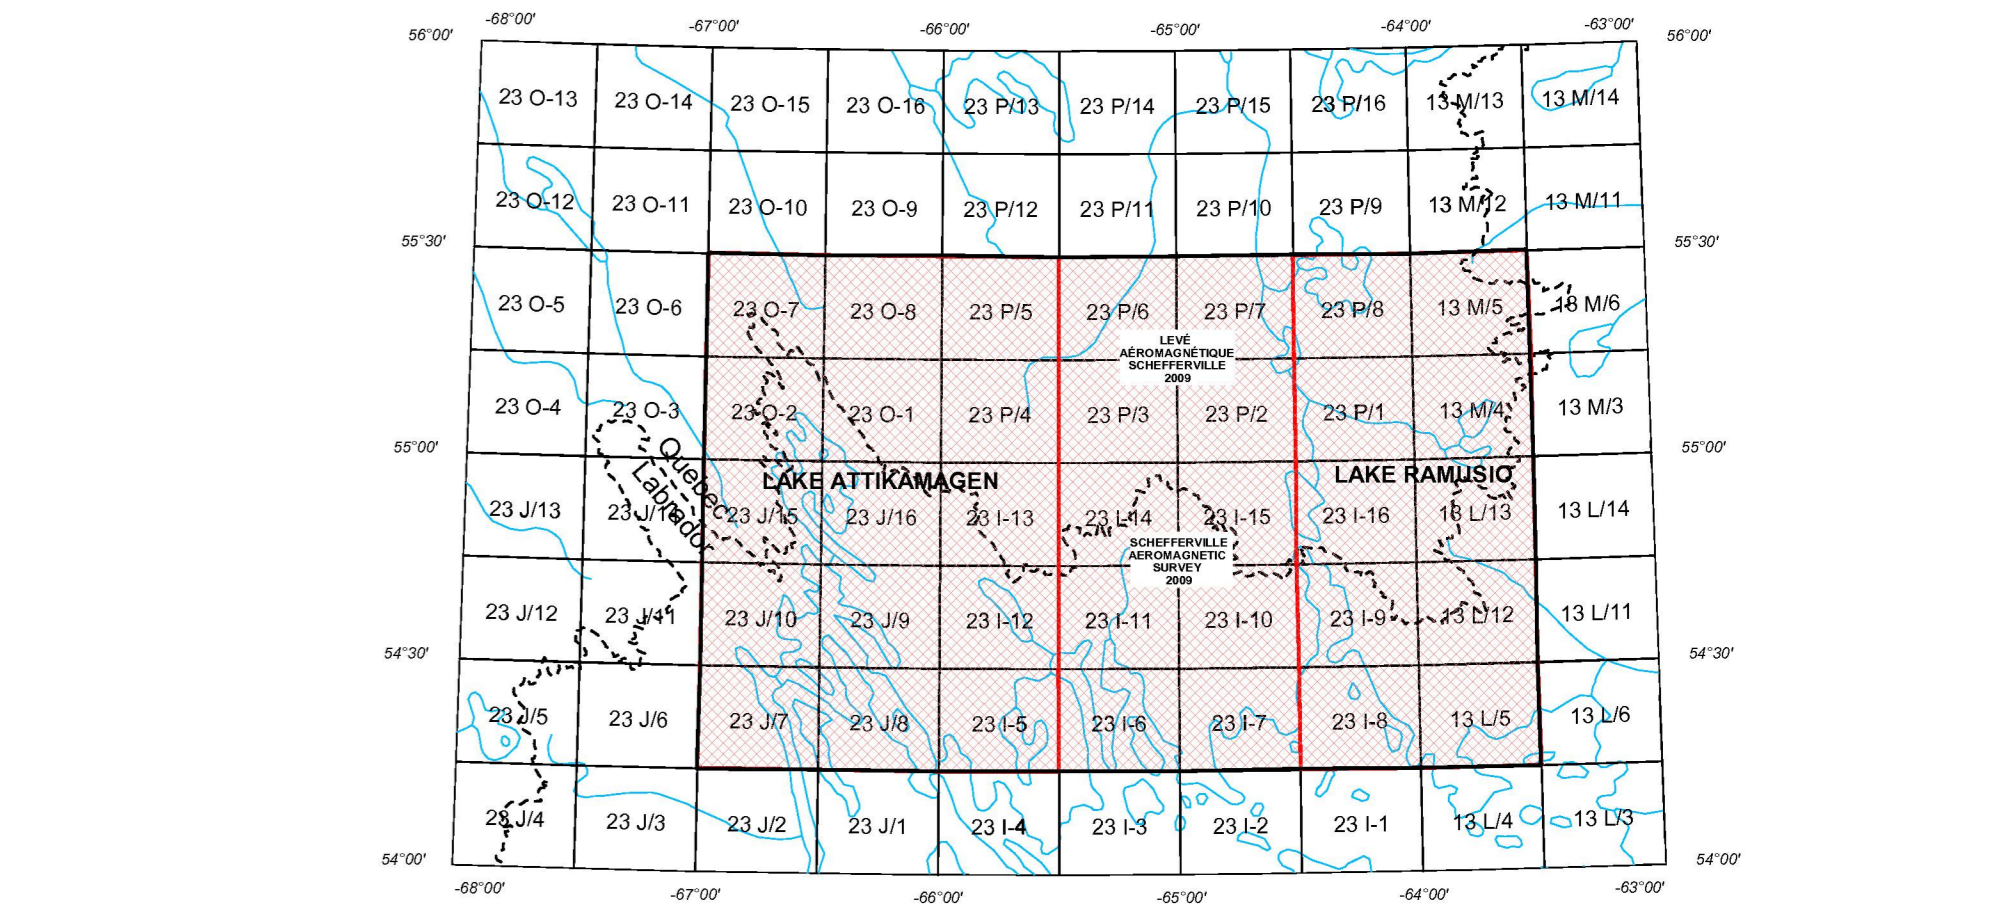 -68°00' -67°00' -66°00' -65°00' -64°00' -63°00'
56°00' 56°00'
23 O-13 23 O-14 23 O-15 23 O-16 23 P/13 23 P/14 23 P/15 23 P/16 13 M/13 13 M/14
23 O-12 23 O-11 23 O-10 23 O-9 23 P/12 23 P/11 23 P/10 23 P/9 13 M/12 13 M/11
55°30' 55°30'
23 O-5 23 O-6 23 O-7 23 O-8 23 P/5 23 P/6 23 P/7 23 P/8 13 M/5 13 M/6
LEVÉ
AÉROMAGNÉTIQUE
SCHEFFERVILLE
2009
23 O-4 23 O-3 23 O-2 23 O-1 23 P/4 23 P/3 23 P/2 23 P/1 13 M/4 13 M/3
55°00' 55°00'
Quebec
Labrador
LAKE ATTIKAMAGEN LAKE RAMUSIO
23 J/13 23 J/15 23 J/16 23 I-13 23 I-14 23 I-15 23 I-16 13 L/13 13 L/14
SCHEFFERVILLE
AEROMAGNETIC
SURVEY
2009
23 J/12 23 J/11 23 J/10 23 J/9 23 I-12 23 I-11 23 I-10 23 I-9 13 L/12 13 L/11
54°30' 54°30'
23 J/5 23 J/6 23 J/7 23 J/8 23 I-5 23 I-6 23 I-7 23 I-8 13 L/5 13 L/6
23 J/4 23 J/3 23 J/2 23 J/1 23 I-4 23 I-3 23 I-2 23 I-1 13 L/4 13 L/3
54°00' 54°00'
-68°00' -67°00' -66°00' -65°00' -64°00' -63°00'